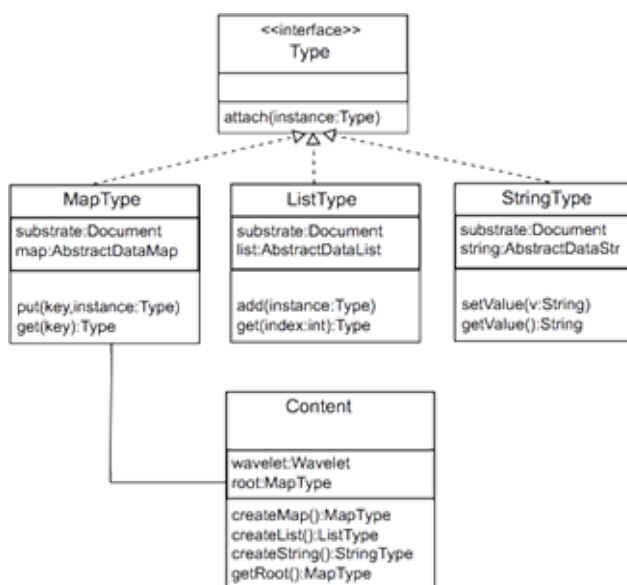 <<interface>>
Type
attach(instance:Type)
MapType
substrate:Document
map:AbstractDataMap
put(key,instance:Type)
get(key):Type
ListType
substrate:Document
list:AbstractDataList
add(instance:Type)
get(index:int):Type
StringType
substrate:Document
string:AbstractDataStr
setValue(v:String)
getValue():String
Content
wavelet:Wavelet
root:MapType
createMap():MapType
createList():ListType
createString():StringType
getRoot():MapType